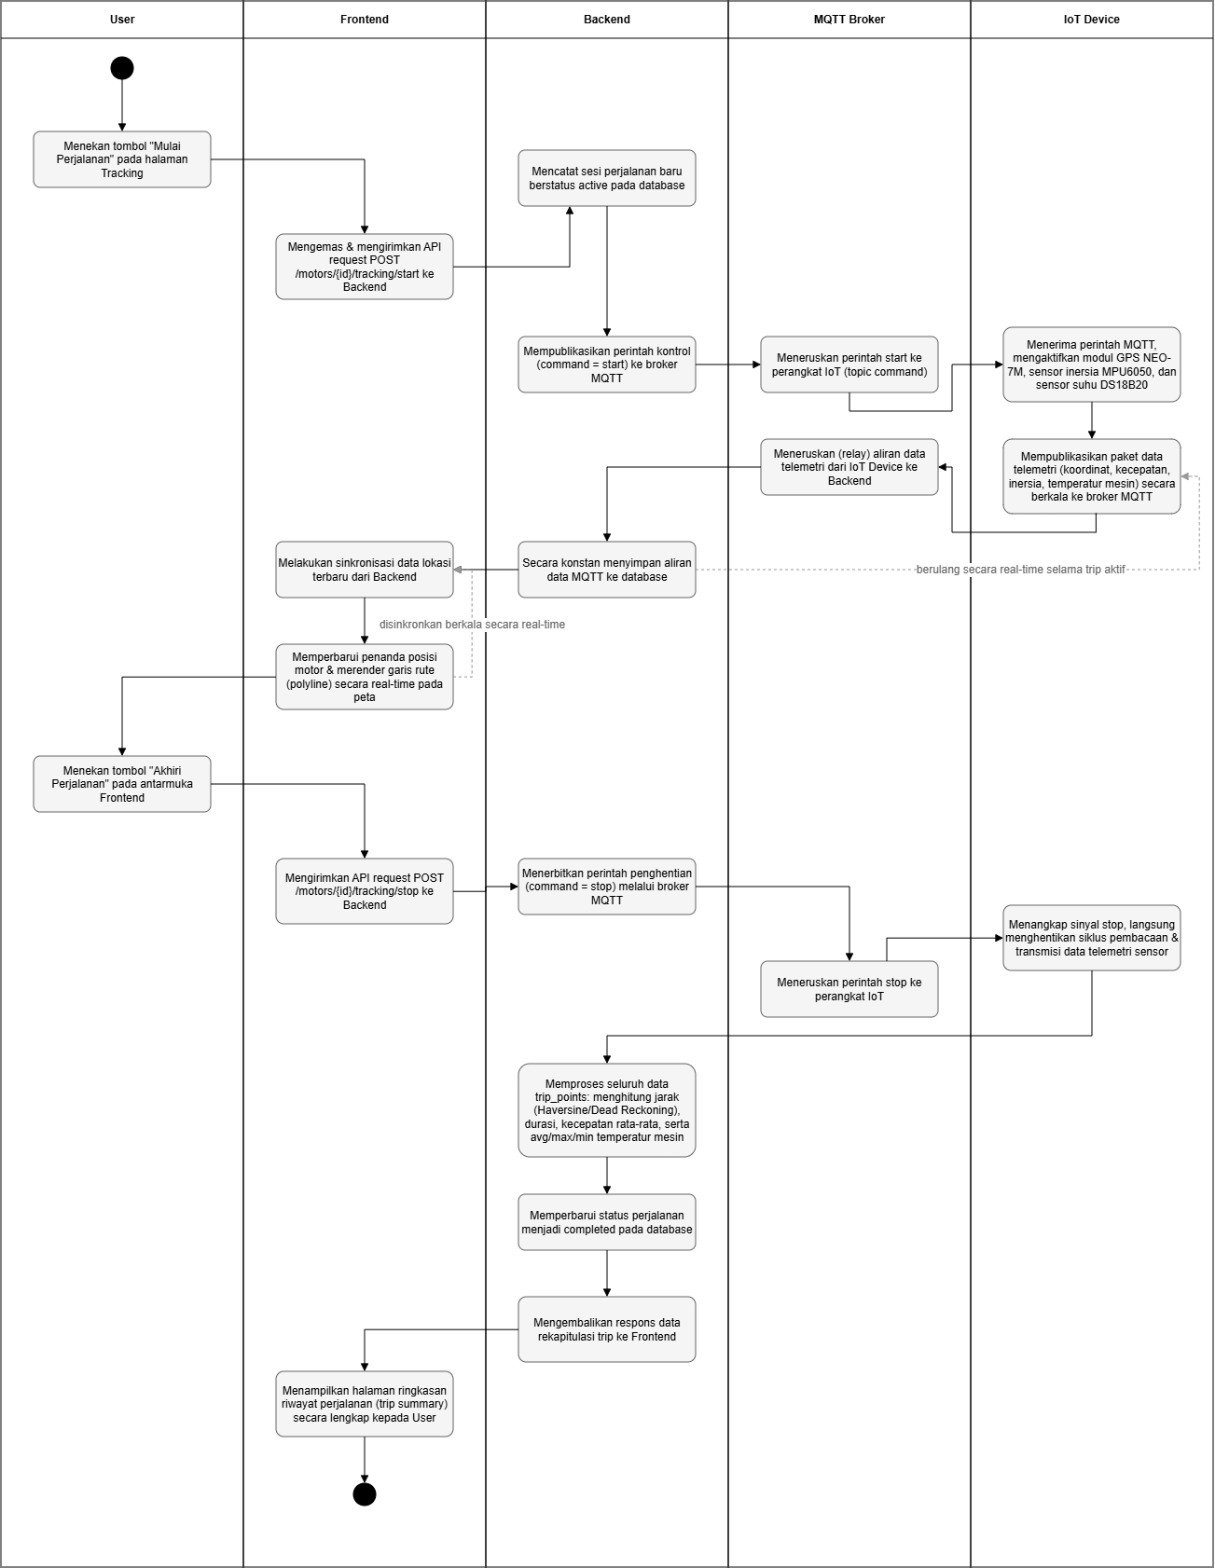 User
Frontend
Backend
MQTT Broker
IoT Device
Menekan tombol "Mulai
Perjalanan" pada halaman
Tracking
Mencatat sesi perjalanan baru
berstatus active pada database
Mengemas & mengirimkan API
request POST
/motors/{id}/tracking/start ke
Backend
Mempublikasikan perintah kontrol
(command = start) ke broker
MQTT
Meneruskan perintah start ke
perangkat IoT (topic command)
Menerima perintah MQTT,
mengaktifkan modul GPS NEO-
7M, sensor inersia MPU6050, dan
sensor suhu DS18B20
Meneruskan (relay) aliran data
telemetri dari IoT Device ke
Backend
Mempublikasikan paket data
telemetri (koordinat, kecepatan,
inersia, temperatur mesin) secara
berkala ke broker MQTT
Melakukan sinkronisasi data lokasi
terbaru dari Backend
Secara konstan menyimpan aliran
data MQTT ke database
berulang secara real-time selama trip aktif
disinkronkan berkala secara real-time
Memperbarui penanda posisi
motor & merender garis rute
(polyline) secara real-time pada
peta
Menekan tombol "Akhiri
Perjalanan" pada antarmuka
Frontend
Mengirimkan API request POST
/motors/{id}/tracking/stop ke
Backend
Menerbitkan perintah penghentian
(command = stop) melalui broker
MQTT
Menangkap sinyal stop, langsung
menghentikan siklus pembacaan &
transmisi data telemetri sensor
Meneruskan perintah stop ke
perangkat IoT
Memproses seluruh data
trip_points: menghitung jarak
(Haversine/Dead Reckoning),
durasi, kecepatan rata-rata, serta
avg/max/min temperatur mesin
Memperbarui status perjalanan
menjadi completed pada database
Mengembalikan respons data
rekapitulasi trip ke Frontend
Menampilkan halaman ringkasan
riwayat perjalanan (trip summary)
secara lengkap kepada User